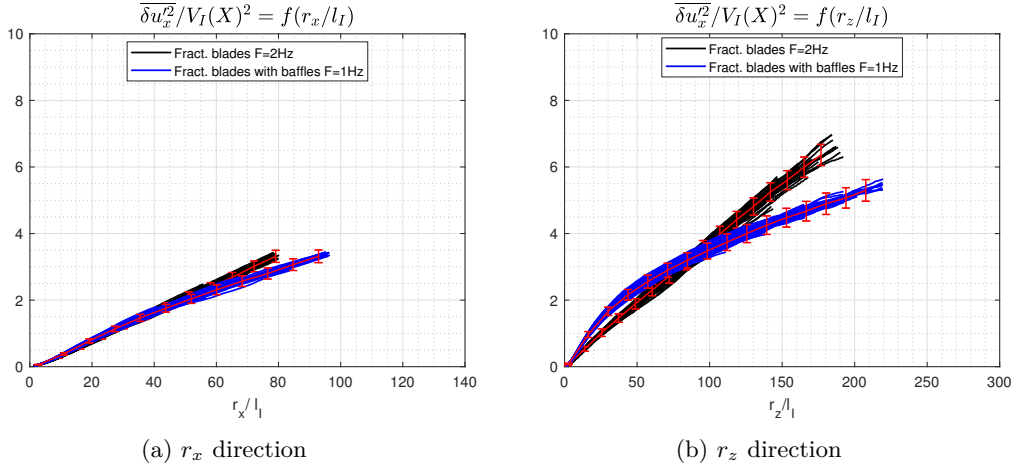 $\overline{\delta u_x'^2}/V_I(X)^2 = f(r_x/l_I)$
10
8
6
4
2
0
0 20 40 60 80 100 120 140
Fract. blades F=2Hz
Fract. blades with baffles F=1Hz
r_x/ l_I
(a) $r_x$ direction
$\overline{\delta u_x'^2}/V_I(X)^2 = f(r_z/l_I)$
10
8
6
4
2
0
0 50 100 150 200 250 300
Fract. blades F=2Hz
Fract. blades with baffles F=1Hz
r_z/l_I
(b) $r_z$ direction